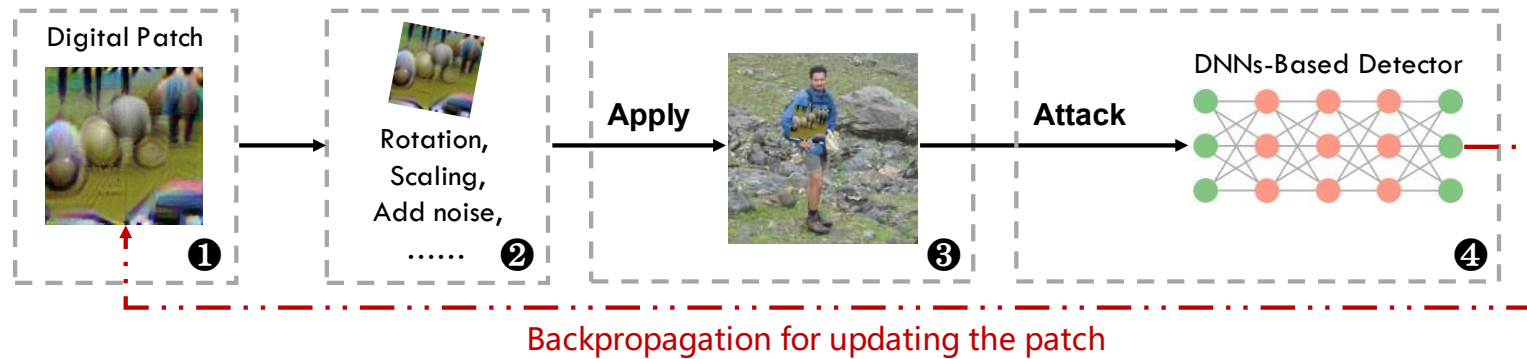 Digital Patch
❶
Rotation,
Scaling,
Add noise,
……
❷
Apply
❸
Attack
DNNs-Based Detector
❹
Backpropagation for updating the patch